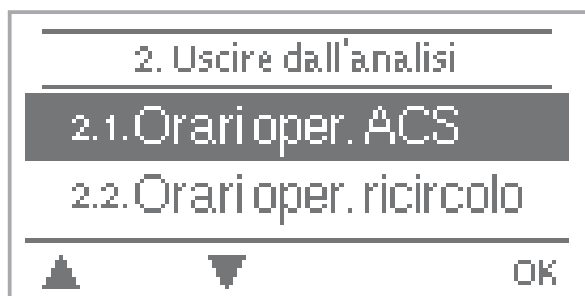 2. Uscire dall'analisi
2.1.Orari oper. ACS
2.2.Orari oper. ricircolo
OK